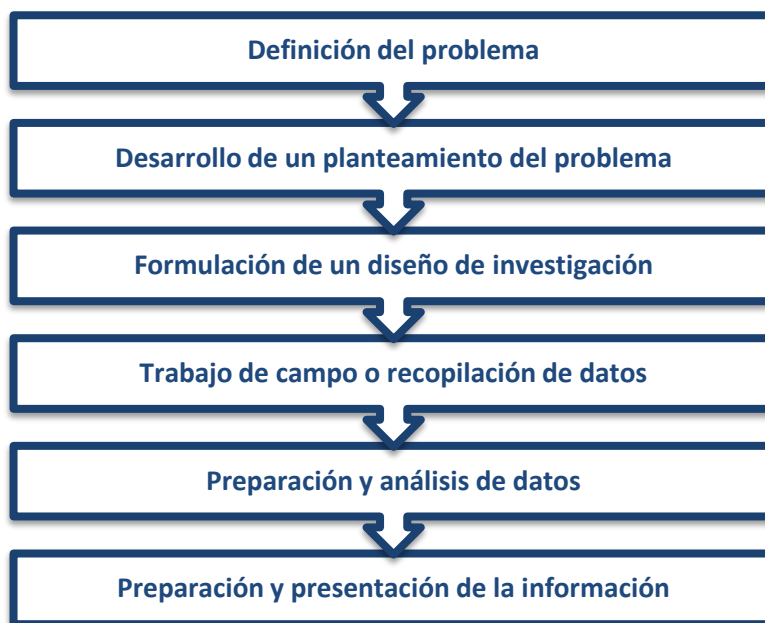 Definición del problema
Desarrollo de un planteamiento del problema
Formulación de un diseño de investigación
Trabajo de campo o recopilación de datos
Preparación y análisis de datos
Preparación y presentación de la información